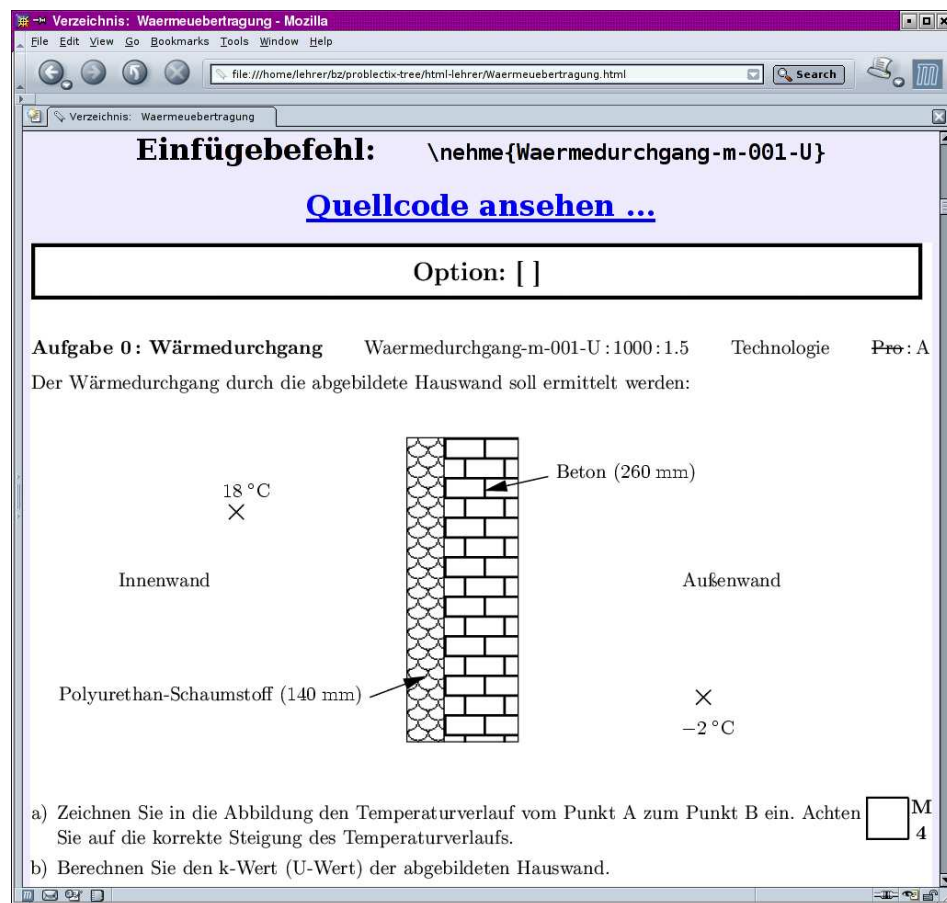 Verzeichnis: Waermeuebertragung - Mozilla
File Edit View Go Bookmarks Tools Window Help
file:///home/lehrer/bz/problectix-tree/html-lehrer/Waermeuebertragung.html
Search
Verzeichnis: Waermeuebertragung
Einfügebefehl: \nehme{Waermedurchgang-m-001-U}
Quellcode ansehen ...
Option: [ ]
Aufgabe 0: Wärmedurchgang Waermedurchgang-m-001-U:1000:1.5 Technologie Pro: A
Der Wärmedurchgang durch die abgebildete Hauswand soll ermittelt werden:
Beton (260 mm)
18 °C
Innenwand
Außenwand
Polyurethan-Schaumstoff (140 mm)
−2 °C
a) Zeichnen Sie in die Abbildung den Temperaturverlauf vom Punkt A zum Punkt B ein. Achten
Sie auf die korrekte Steigung des Temperaturverlaufs.
M
4
b) Berechnen Sie den k-Wert (U-Wert) der abgebildeten Hauswand.